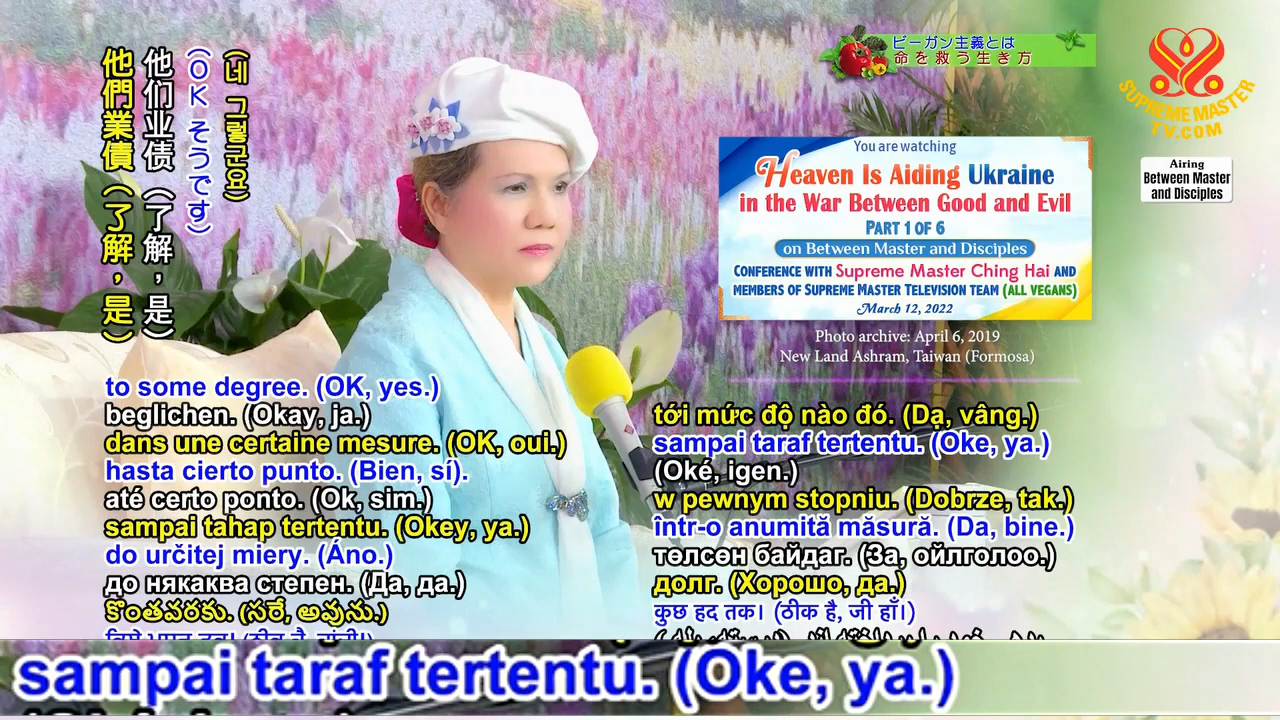 (네 그렇군요)
(OK そうです)
他们业债（了解，是）
他們業債（了解，是）
ビーガン主義とは
命を救う生き方
SUPREME MASTER
TV.COM
You are watching
Heaven Is Aiding Ukraine
in the War Between Good and Evil
PART 1 OF 6
on Between Master and Disciples
CONFERENCE WITH Supreme Master Ching Hai AND
MEMBERS OF SUPREME MASTER TELEVISION TEAM (ALL VEGANS)
March 12, 2022
Photo archive: April 6, 2019
New Land Ashram, Taiwan (Formosa)
Airing
Between Master
and Disciples
to some degree. (OK, yes.)
beglichen. (Okay, ja.)
dans une certaine mesure. (OK, oui.)
hasta cierto punto. (Bien, sí).
até certo ponto. (Ok, sim.)
sampai tahap tertentu. (Okey, ya.)
do určitej miery. (Áno.)
до някаква степен. (Да, да.)
కొంతవరకు. (సరే, అవును.)
tới mức độ nào đó. (Dạ, vâng.)
sampai taraf tertentu. (Oke, ya.)
(Oké, igen.)
w pewnym stopniu. (Dobrze, tak.)
într-o anumită măsură. (Da, bine.)
төлсөн байдаг. (За, ойлголоо.)
долг. (Хорошо, да.)
कुछ हद तक। (ठीक है, जी हाँ।)
sampai taraf tertentu. (Oke, ya.)